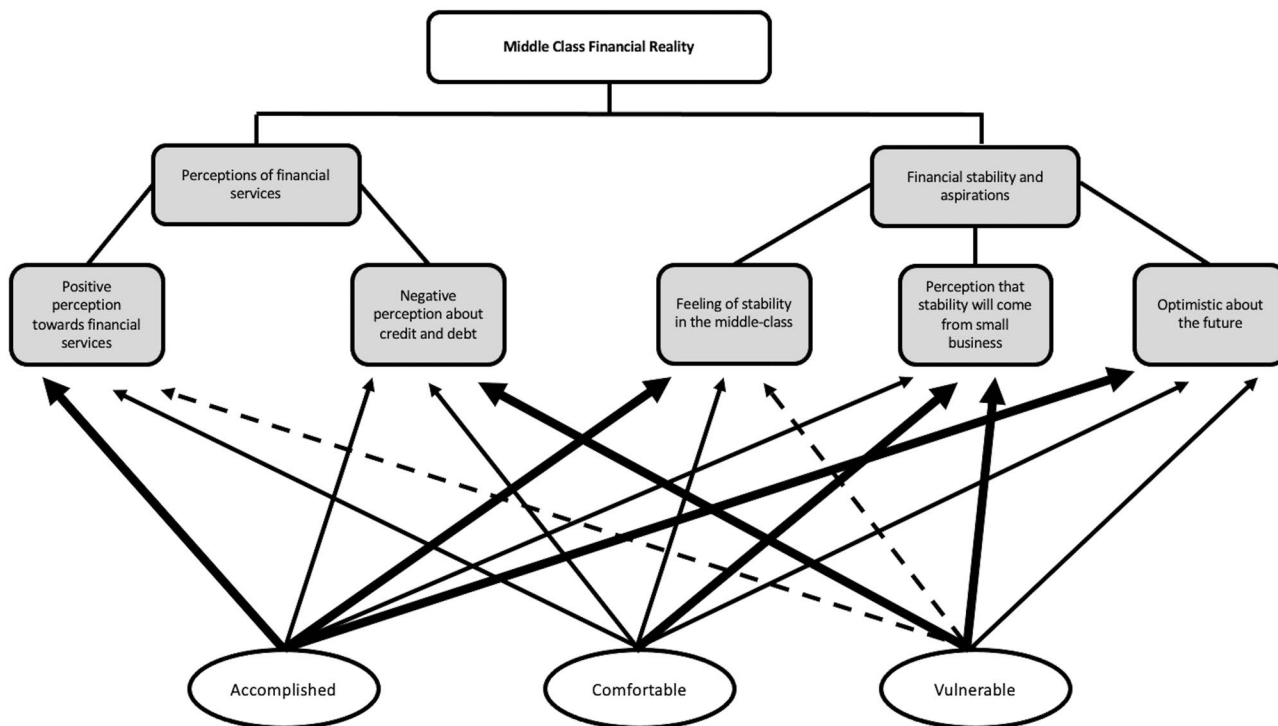 Middle Class Financial Reality
Perceptions of financial
services
Financial stability and
aspirations
Positive
perception
towards financial
services
Negative
perception about
credit and debt
Feeling of stability
in the middle-class
Perception that
stability will come
from small
business
Optimistic about
the future
Accomplished
Comfortable
Vulnerable